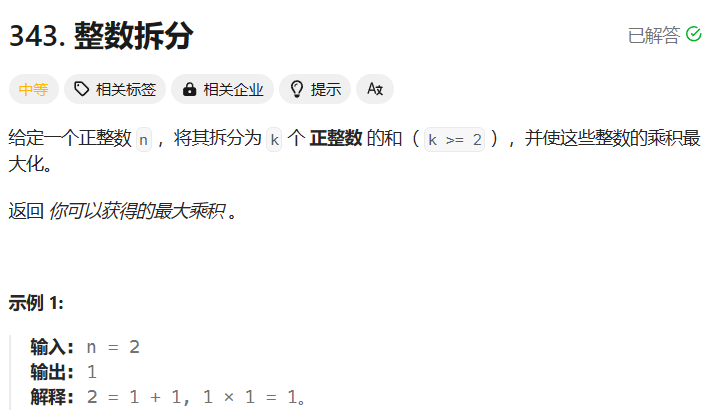 343. 整数拆分
已解答
中等
相关标签
相关企业
提示
给定一个正整数 n ，将其拆分为 k 个 正整数 的和（ k >= 2 ），并使这些整数的乘积最
大化。
返回 你可以获得的最大乘积 。
示例 1:
输入: n = 2
输出: 1
解释: 2 = 1 + 1, 1 × 1 = 1。